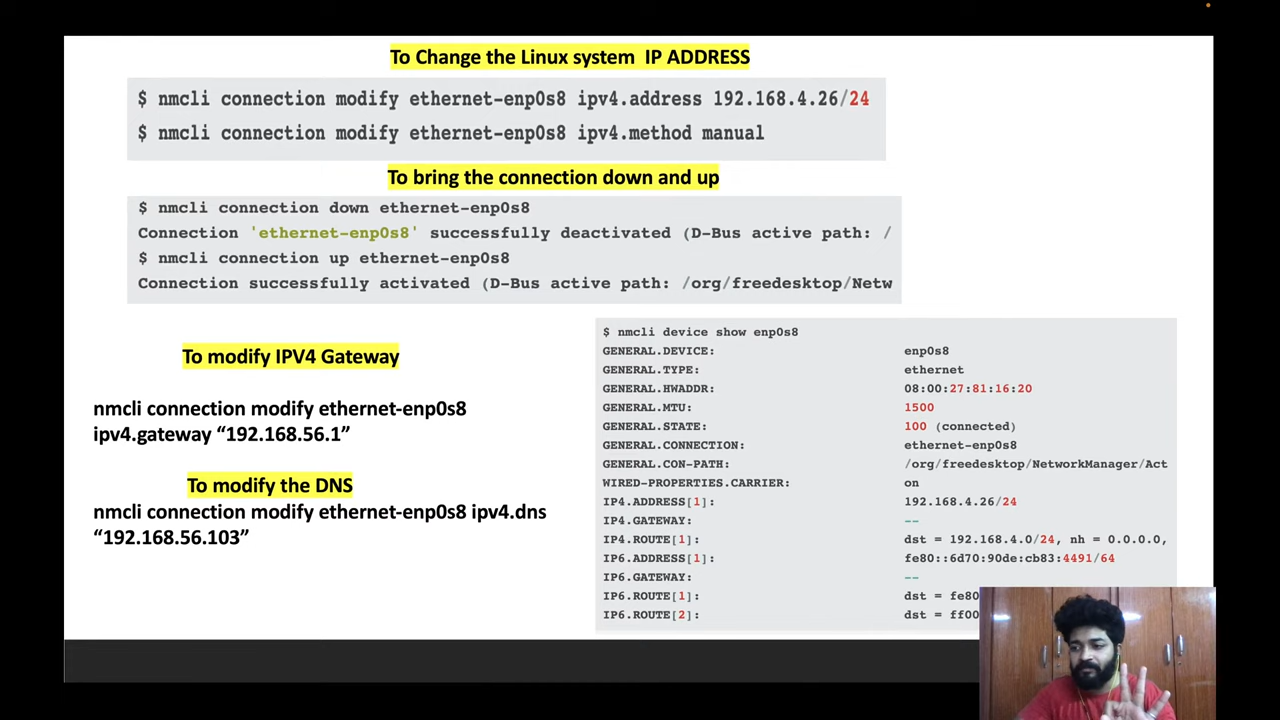 To Change the Linux system IP ADDRESS
$ nmcli connection modify ethernet-enp0s8 ipv4.address 192.168.4.26/24
$ nmcli connection modify ethernet-enp0s8 ipv4.method manual
To bring the connection down and up
$ nmcli connection down ethernet-enp0s8
Connection 'ethernet-enp0s8' successfully deactivated (D-Bus active path: /
$ nmcli connection up ethernet-enp0s8
Connection successfully activated (D-Bus active path: /org/freedesktop/Netw
To modify IPV4 Gateway
nmcli connection modify ethernet-enp0s8
ipv4.gateway “192.168.56.1”
To modify the DNS
nmcli connection modify ethernet-enp0s8 ipv4.dns
“192.168.56.103”
$ nmcli device show enp0s8
GENERAL.DEVICE: enp0s8
GENERAL.TYPE: ethernet
GENERAL.HWADDR: 08:00:27:81:16:20
GENERAL.MTU: 1500
GENERAL.STATE: 100 (connected)
GENERAL.CONNECTION: ethernet-enp0s8
GENERAL.CON-PATH: /org/freedesktop/NetworkManager/Act
WIRED-PROPERTIES.CARRIER: on
IP4.ADDRESS[1]: 192.168.4.26/24
IP4.GATEWAY: --
IP4.ROUTE[1]: dst = 192.168.4.0/24, nh = 0.0.0.0,
IP6.ADDRESS[1]: fe80::6d70:90de:cb83:4491/64
IP6.GATEWAY: --
IP6.ROUTE[1]: dst = fe80
IP6.ROUTE[2]: dst = ff00